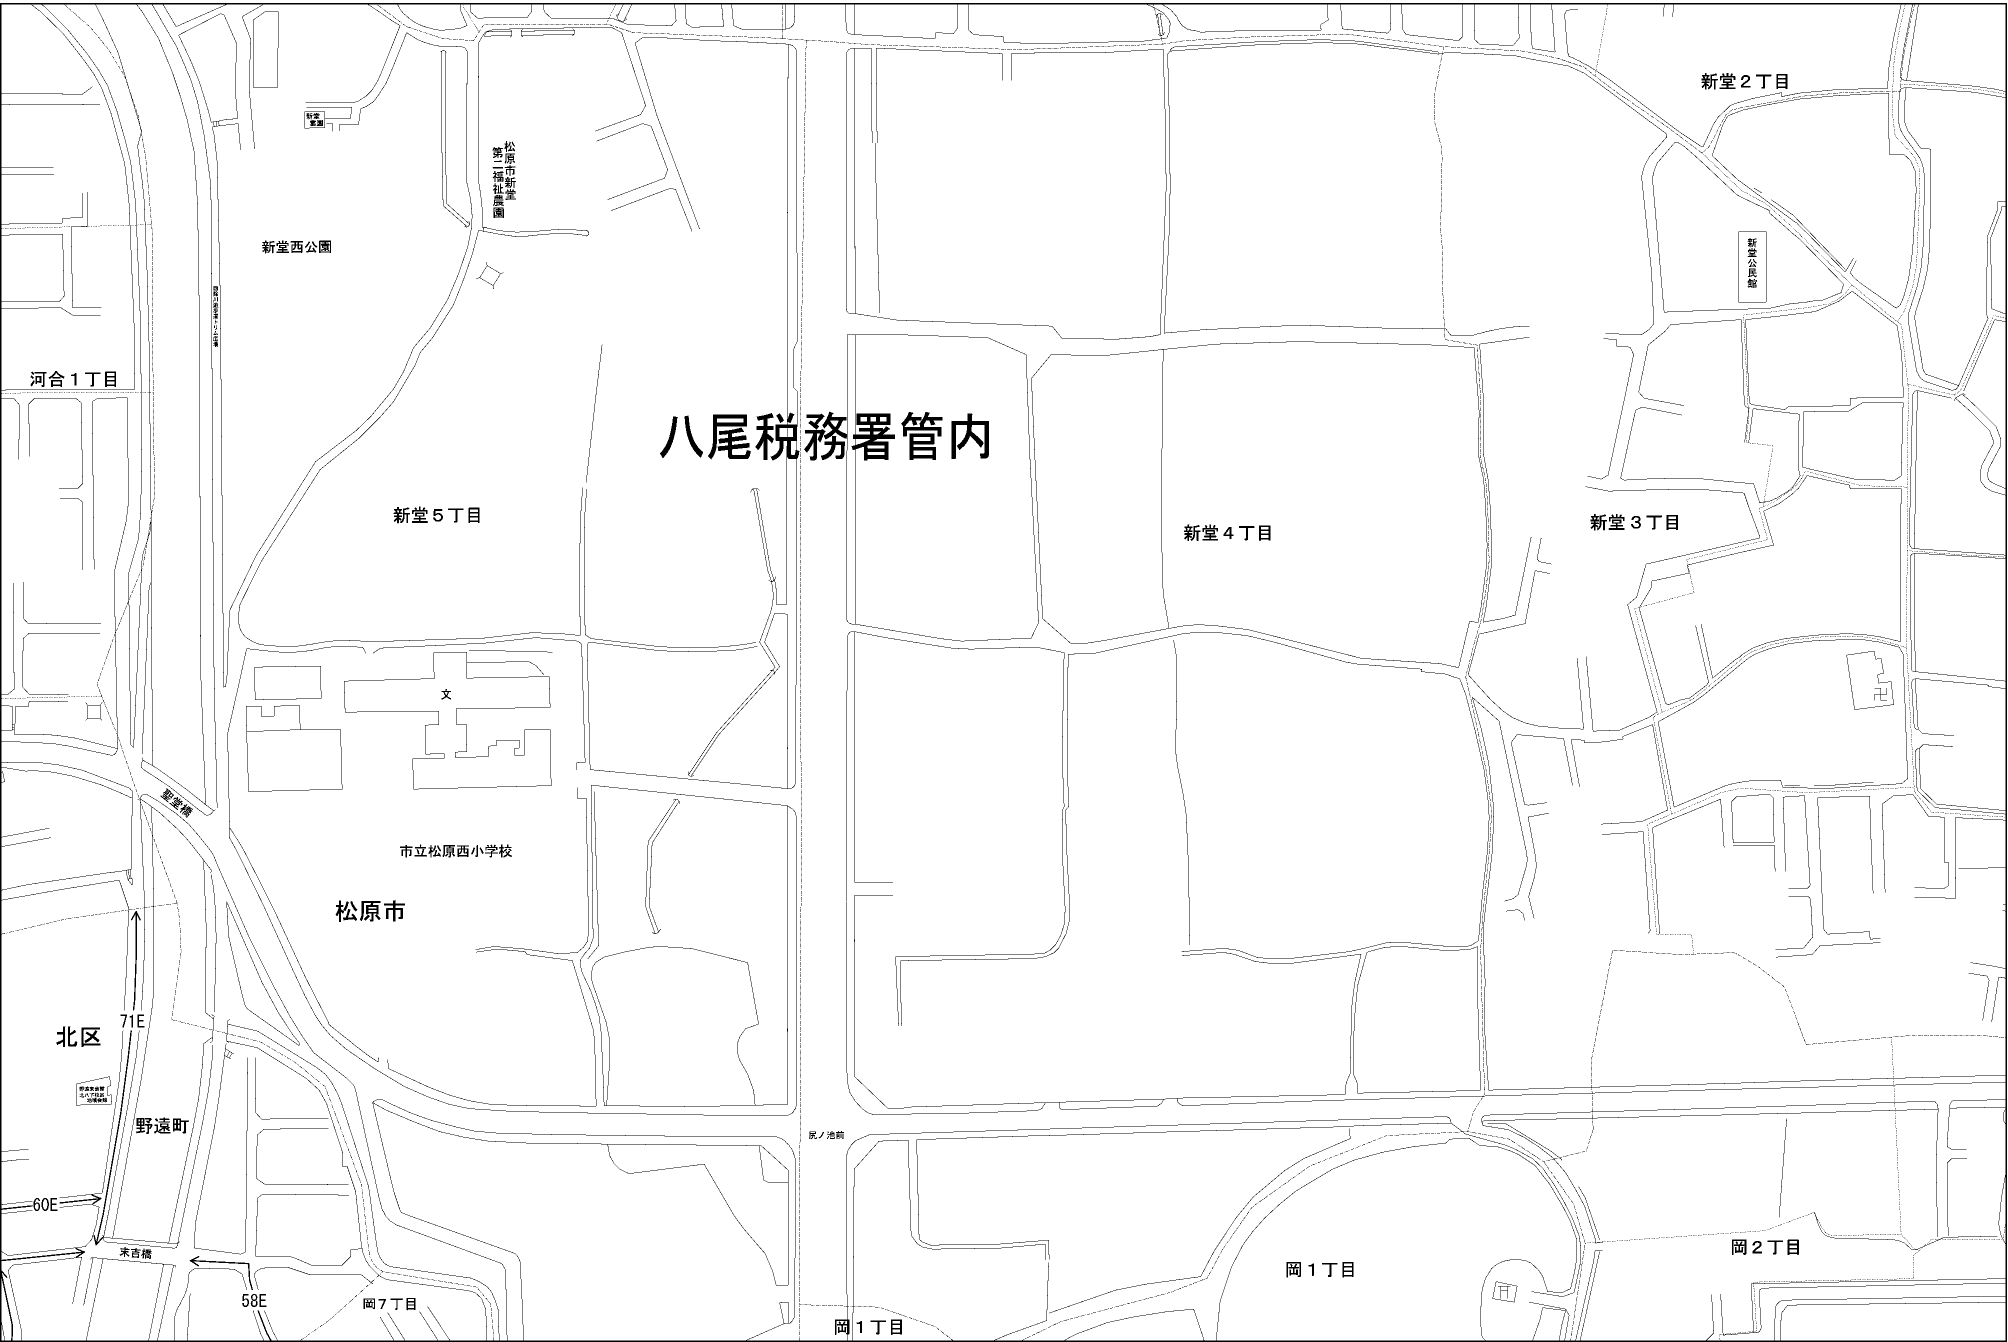 新堂２丁目
新堂
霊園
松原市新堂
第二福祉農園
新堂西公園
新堂公民館
河合１丁目
八尾税務署管内
新堂５丁目
新堂４丁目
新堂３丁目
文
聖堂橋
市立松原西小学校
松原市
71E
北区
野遠町
尻ノ池前
60E
末吉橋
58E
岡７丁目
岡１丁目
岡２丁目
岡１丁目